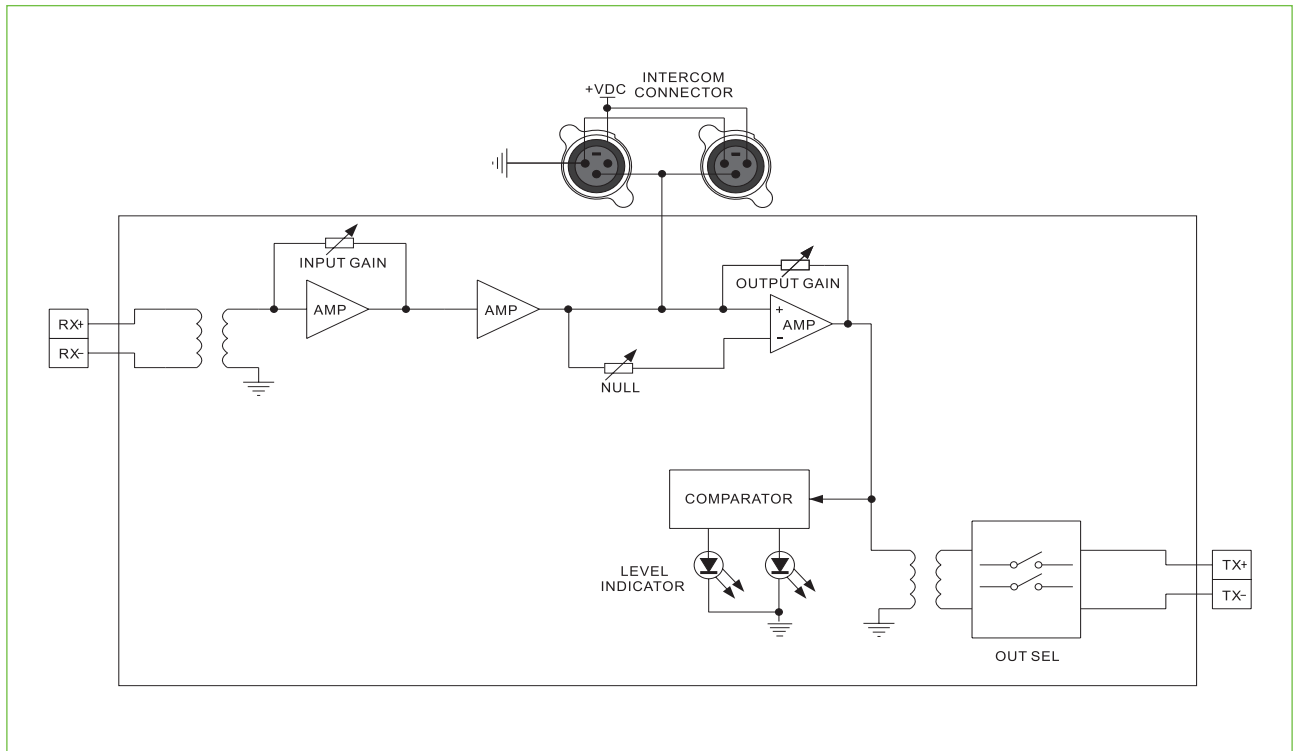 INTERCOM
CONNECTOR
+VDC
INPUT GAIN
AMP
AMP
OUTPUT GAIN
+
AMP
-
RX+
RX-
NULL
COMPARATOR
LEVEL
INDICATOR
TX+
TX-
OUT SEL